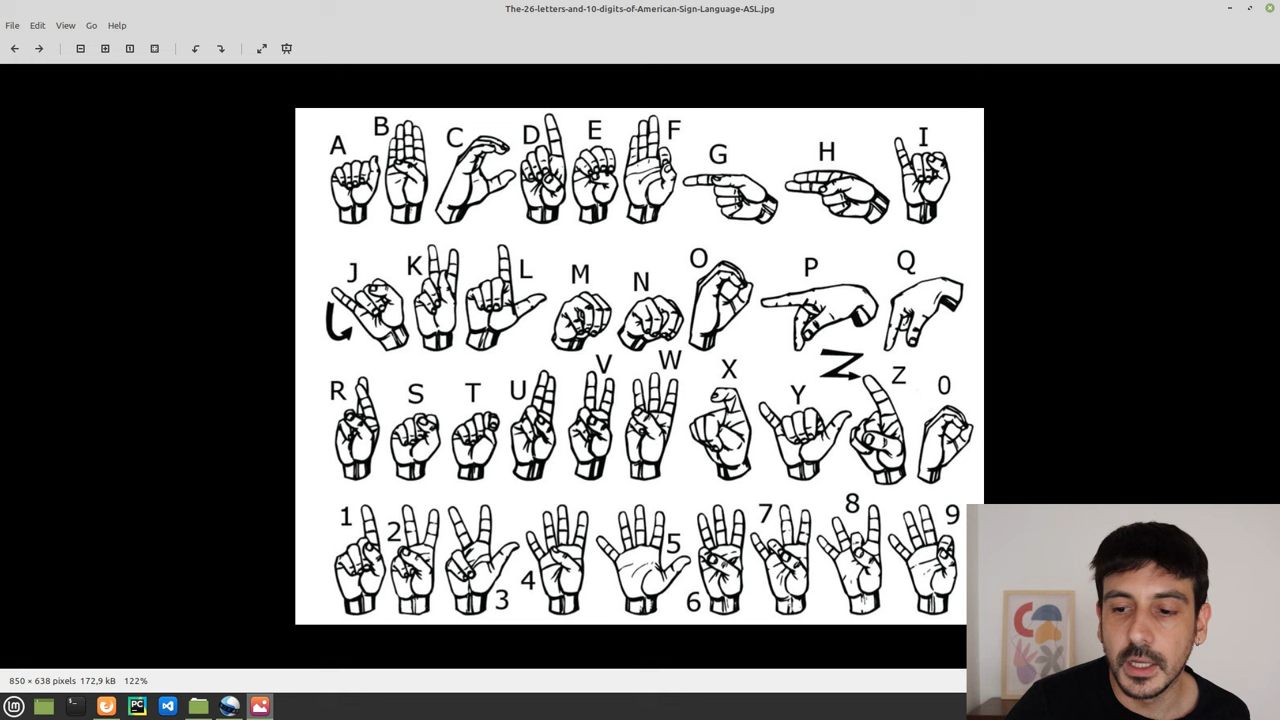 The-26-letters-and-10-digits-of-American-Sign-Language-ASL.jpg
File Edit View Go Help
A B C D E F G H I
J K L M N O P Q
R S T U V W X Y Z 0
1 2 3 4 5 6 7 8 9
850 × 638 pixels 172,9 kB 122%
PC